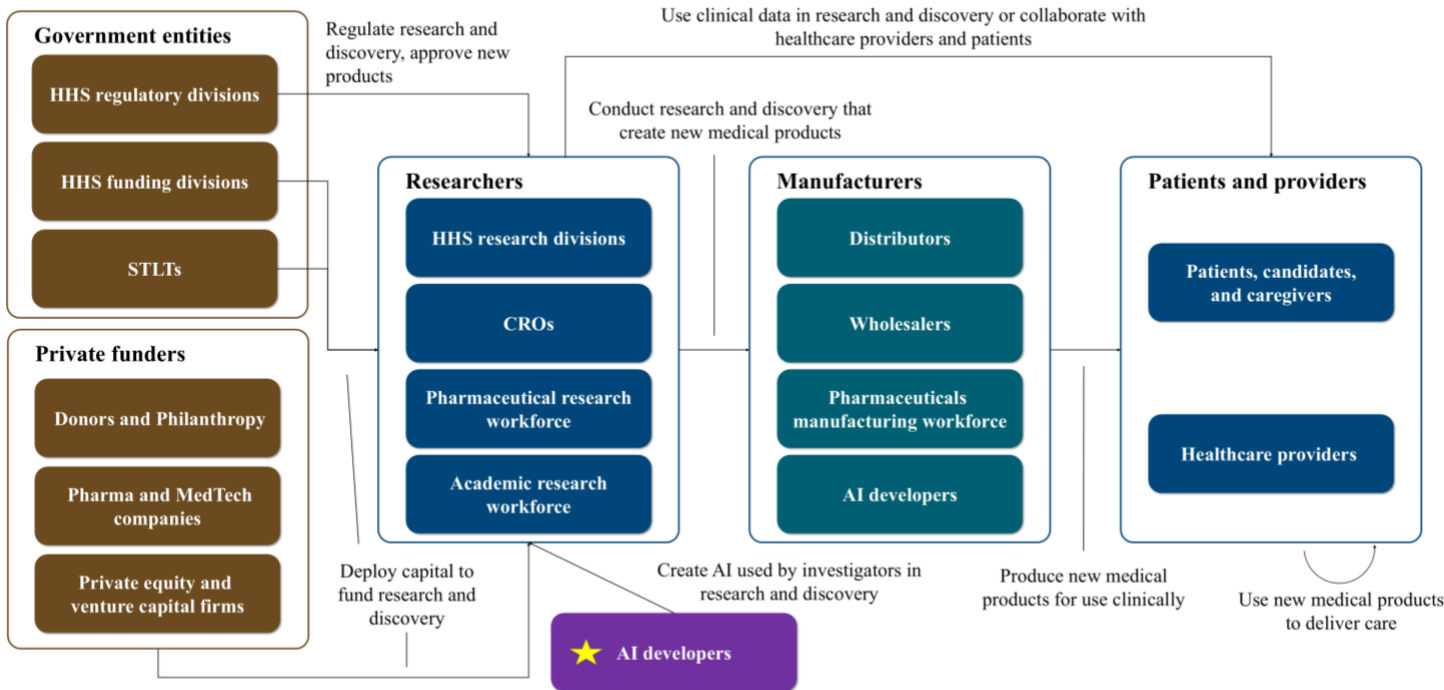 Government entities
HHS regulatory divisions
HHS funding divisions
STLTs
Private funders
Donors and Philanthropy
Pharma and MedTech
companies
Private equity and
venture capital firms
Regulate research and
discovery, approve new
products
Use clinical data in research and discovery or collaborate with
healthcare providers and patients
Conduct research and discovery that
create new medical products
Researchers
HHS research divisions
CROs
Pharmaceutical research
workforce
Academic research
workforce
Manufacturers
Distributors
Wholesalers
Pharmaceuticals
manufacturing workforce
AI developers
Patients and providers
Patients, candidates,
and caregivers
Healthcare providers
Deploy capital to
fund research and
discovery
Create AI used by investigators in
research and discovery
AI developers
Produce new medical
products for use clinically
Use new medical products
to deliver care